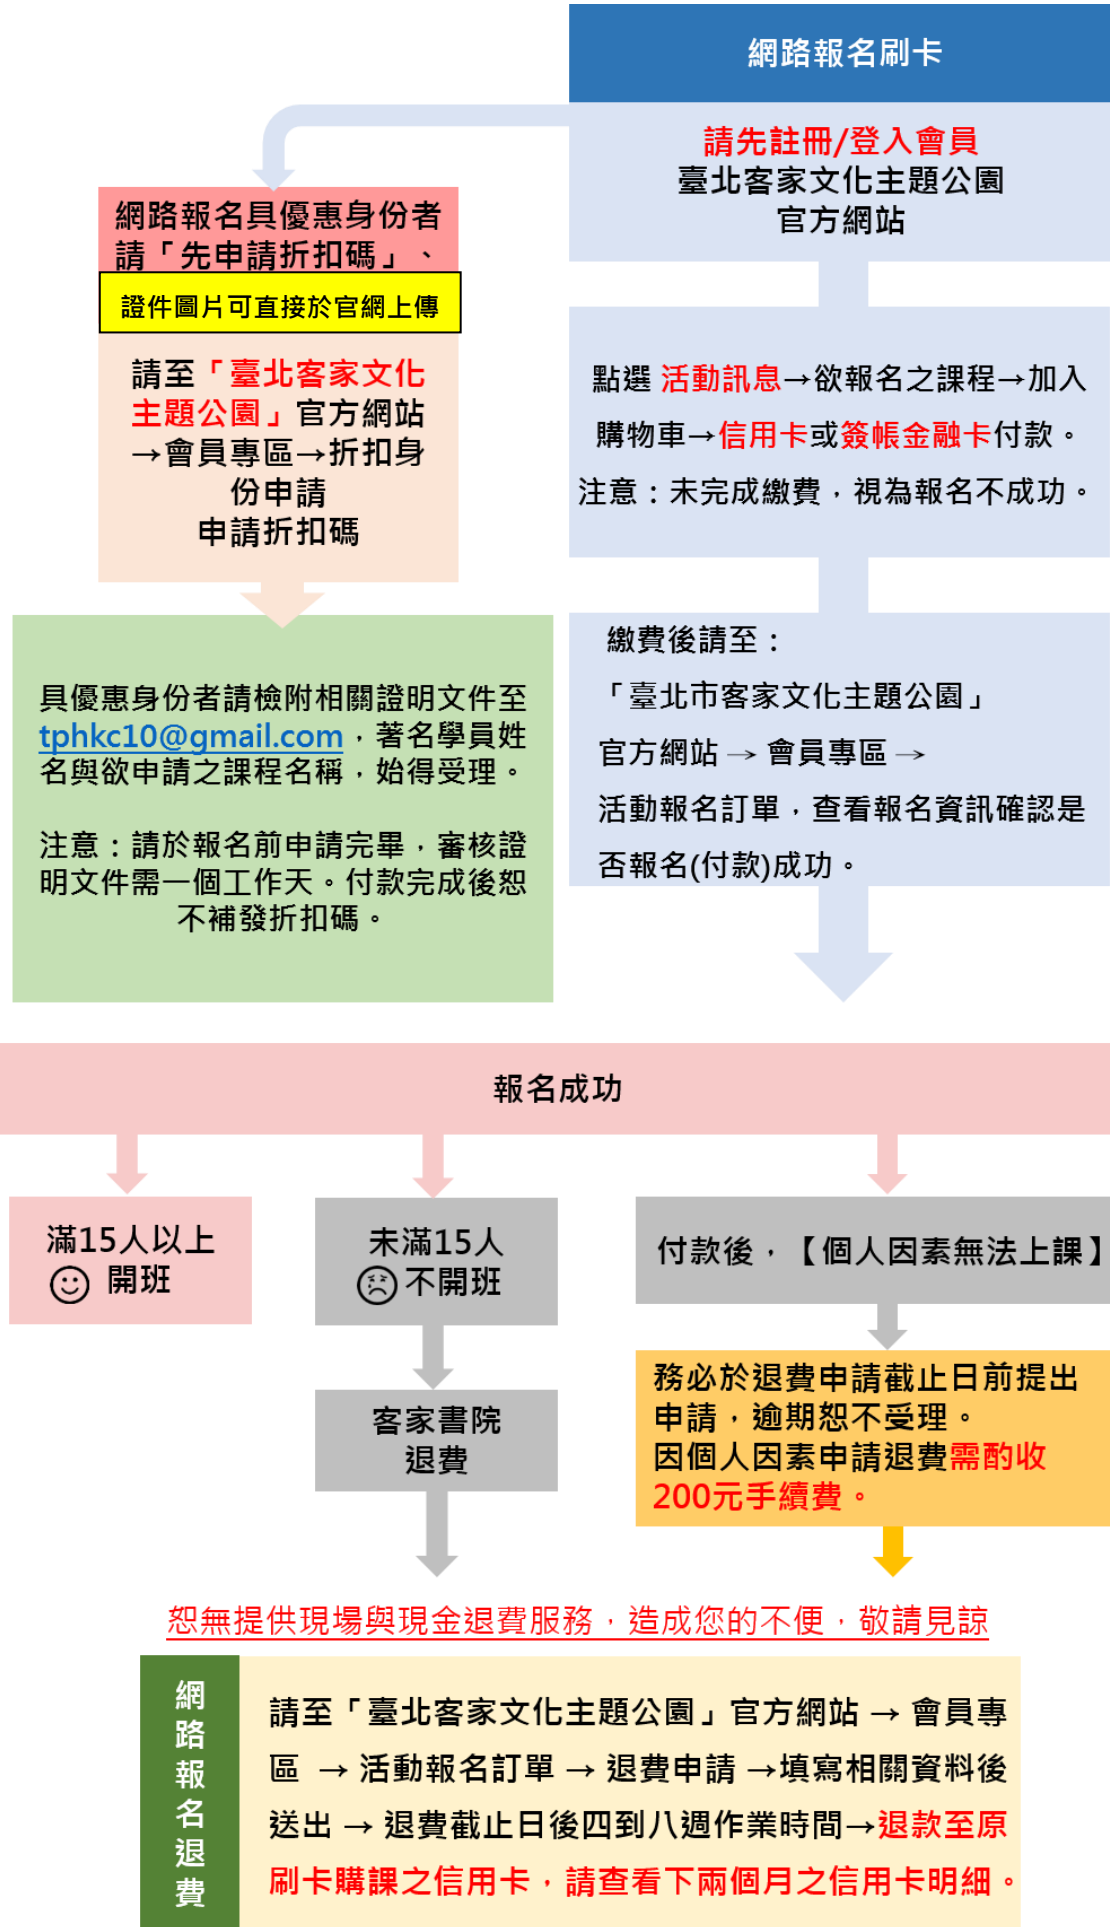 網路報名刷卡
請先註冊/登入會員
臺北客家文化主題公園
官方網站
網路報名具優惠身份者
請「先申請折扣碼」、
證件圖片可直接於官網上傳
請至「臺北客家文化
主題公園」官方網站
→會員專區→折扣身
份申請
申請折扣碼
點選 活動訊息→欲報名之課程→加入
購物車→信用卡或簽帳金融卡付款。
注意：未完成繳費，視為報名不成功。
具優惠身份者請檢附相關證明文件至
tphkc10@gmail.com，著名學員姓
名與欲申請之課程名稱，始得受理。
注意：請於報名前申請完畢，審核證
明文件需一個工作天。付款完成後恕
不補發折扣碼。
繳費後請至：
「臺北市客家文化主題公園」
官方網站 → 會員專區 →
活動報名訂單，查看報名資訊確認是
否報名(付款)成功。
報名成功
滿15人以上
開班
未滿15人
不開班
客家書院
退費
付款後，【個人因素無法上課】
務必於退費申請截止日前提出
申請，逾期恕不受理。
因個人因素申請退費需酌收
200元手續費。
恕無提供現場與現金退費服務，造成您的不便，敬請見諒
網路報名退費
請至「臺北客家文化主題公園」官方網站 → 會員專
區 → 活動報名訂單 → 退費申請 →填寫相關資料後
送出 → 退費截止日後四到八週作業時間→退款至原
刷卡購課之信用卡，請查看下兩個月之信用卡明細。